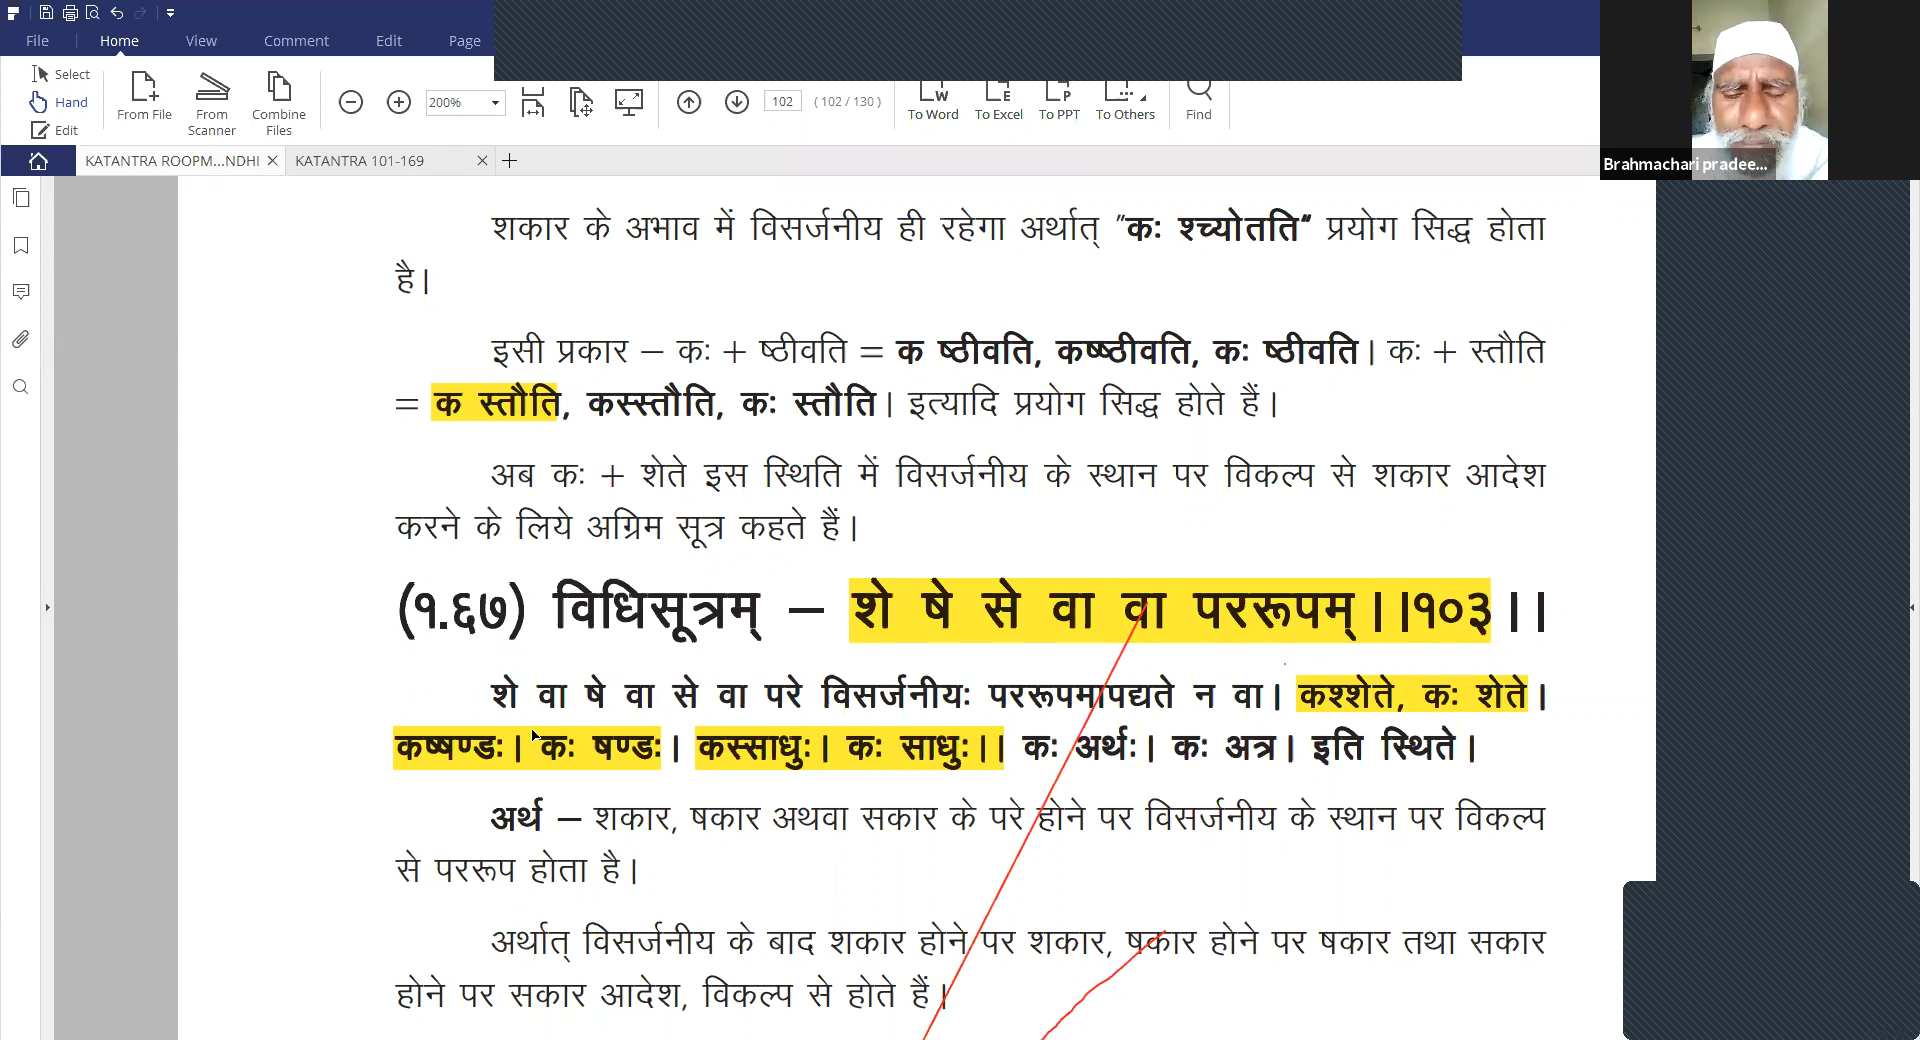 File Home View Comment Edit Page
Select
Hand
Edit
From File
From Scanner
Combine Files
200%
102 (102 / 130)
To Word To Excel To PPT To Others Find
KATANTRA ROOPM...NDHI KATANTRA 101-169
Brahmachari pradee...
शकार के अभाव में विसर्जनीय ही रहेगा अर्थात् "कः श्च्योतति" प्रयोग सिद्ध होता
है।
इसी प्रकार – कः + ष्ठीवति = क ष्ठीवति, कष्ष्ठीवति, कः ष्ठीवति। कः + स्तौति
= क स्तौति, कस्स्तौति, कः स्तौति। इत्यादि प्रयोग सिद्ध होते हैं।
अब कः + शेते इस स्थिति में विसर्जनीय के स्थान पर विकल्प से शकार आदेश
करने के लिये अग्रिम सूत्र कहते हैं।
(१.६७) विधिसूत्रम् – शे षे से वा वा पररूपम्।।१०३।।
शे वा षे वा से वा परे विसर्जनीयः पररूपमापद्यते न वा। कश्शेते, कः शेते।
कष्षण्डः। कः षण्डः। कस्साधुः। कः साधुः।। कः अर्थः। कः अत्र। इति स्थिते।
अर्थ – शकार, षकार अथवा सकार के परे होने पर विसर्जनीय के स्थान पर विकल्प
से पररूप होता है।
अर्थात् विसर्जनीय के बाद शकार होने पर शकार, षकार होने पर षकार तथा सकार
होने पर सकार आदेश, विकल्प से होते हैं।